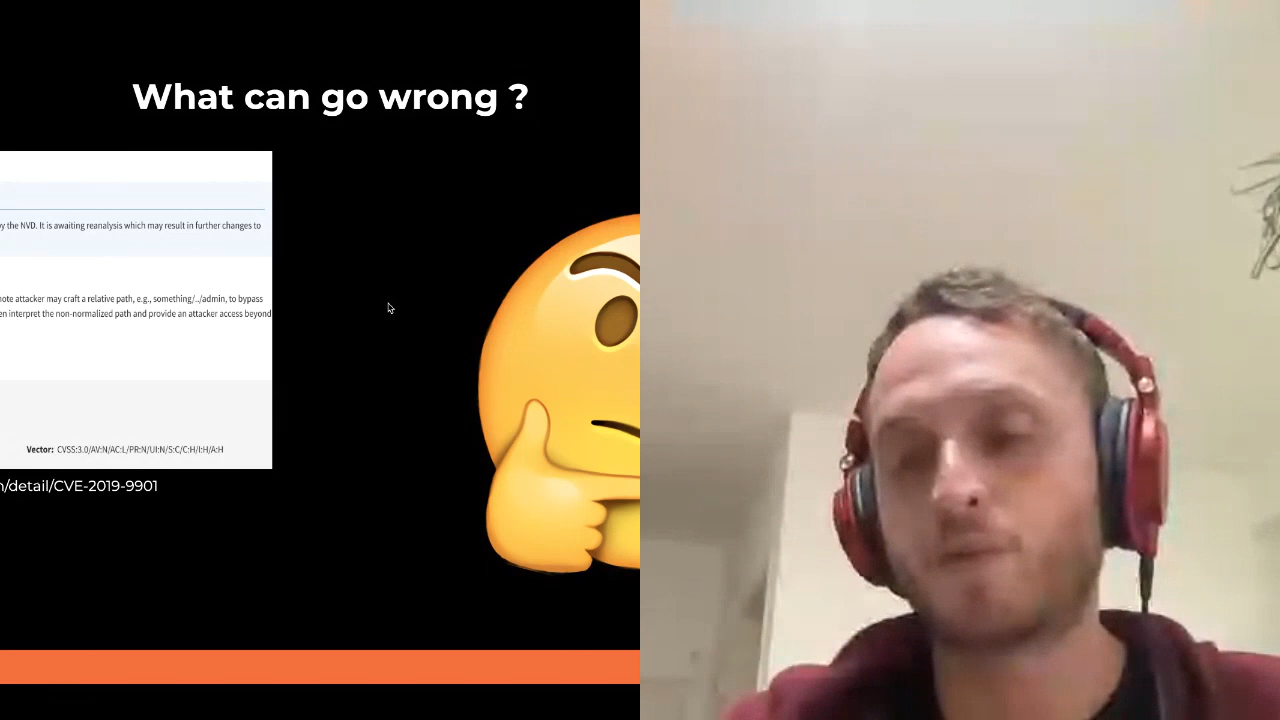 What can go wrong ?
by the NVD. It is awaiting reanalysis which may result in further changes to
note attacker may craft a relative path, e.g., something/../admin, to bypass
en interpret the non-normalized path and provide an attacker access beyond
Vector: CVSS:3.0/AV:N/AC:L/PR:N/UI:N/S:C/C:H/I:H/A:H
n/detail/CVE-2019-9901